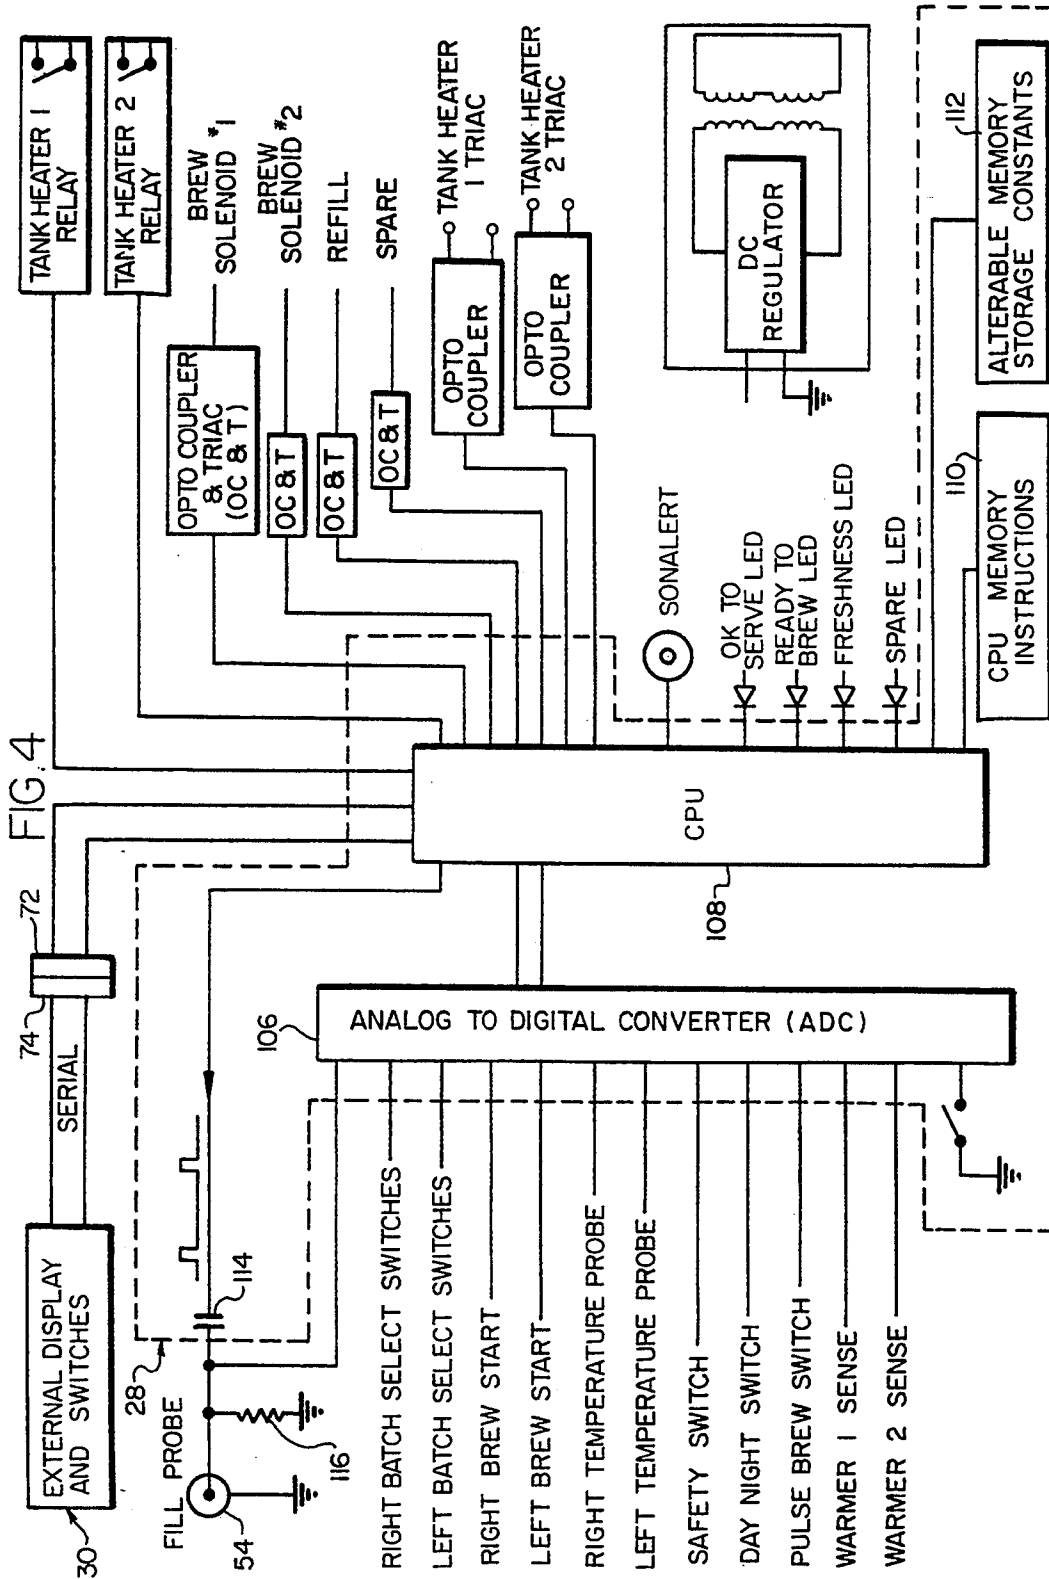 FIG. 4
EXTERNAL DISPLAY
AND SWITCHES
30
SERIAL
74
72
28
FILL PROBE
54
114
116
RIGHT BATCH SELECT SWITCHES
LEFT BATCH SELECT SWITCHES
RIGHT BREW START
LEFT BREW START
RIGHT TEMPERATURE PROBE
LEFT TEMPERATURE PROBE
SAFETY SWITCH
DAY NIGHT SWITCH
PULSE BREW SWITCH
WARMER 1 SENSE
WARMER 2 SENSE
106
ANALOG TO DIGITAL CONVERTER (ADC)
108
CPU
TANK HEATER 1
RELAY
TANK HEATER 2
RELAY
OPTO COUPLER
& TRIAC
(OC & T)
BREW
SOLENOID #1
OC & T
BREW
SOLENOID #2
OC & T
REFILL
OC & T
SPARE
OPTO
COUPLER
TANK HEATER
1 TRIAC
OPTO
COUPLER
TANK HEATER
2 TRIAC
SONALERT
OK TO
SERVE LED
READY TO
BREW LED
FRESHNESS LED
SPARE LED
DC
REGULATOR
110
CPU MEMORY
INSTRUCTIONS
112
ALTERABLE MEMORY
STORAGE CONSTANTS